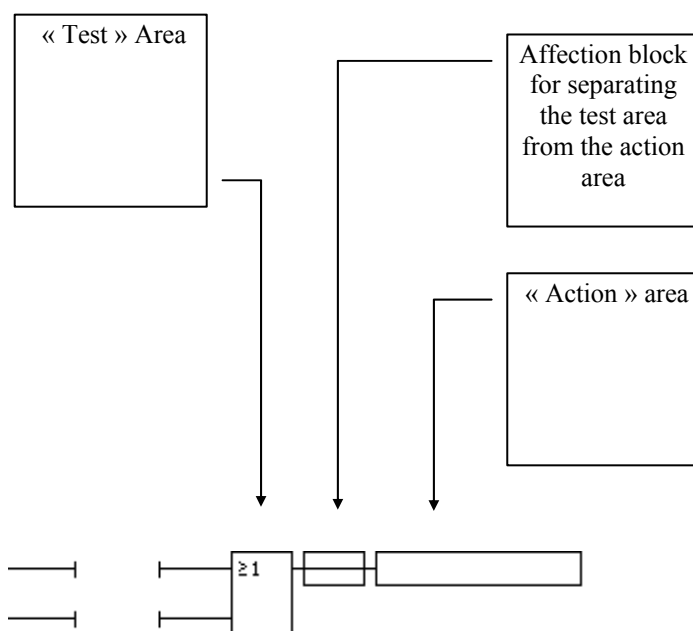 « Test » Area
Affection block
for separating
the test area
from the action
area
« Action » area
≥1